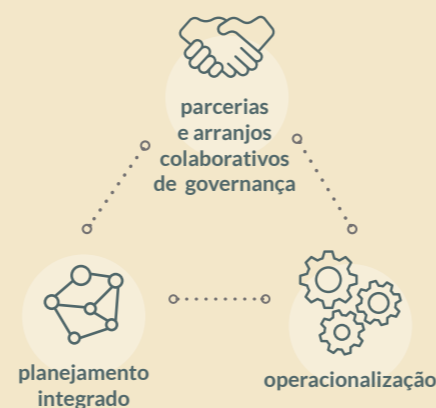 parcerias
e arranjos
colaborativos
de governança
planejamento
integrado
operacionalização